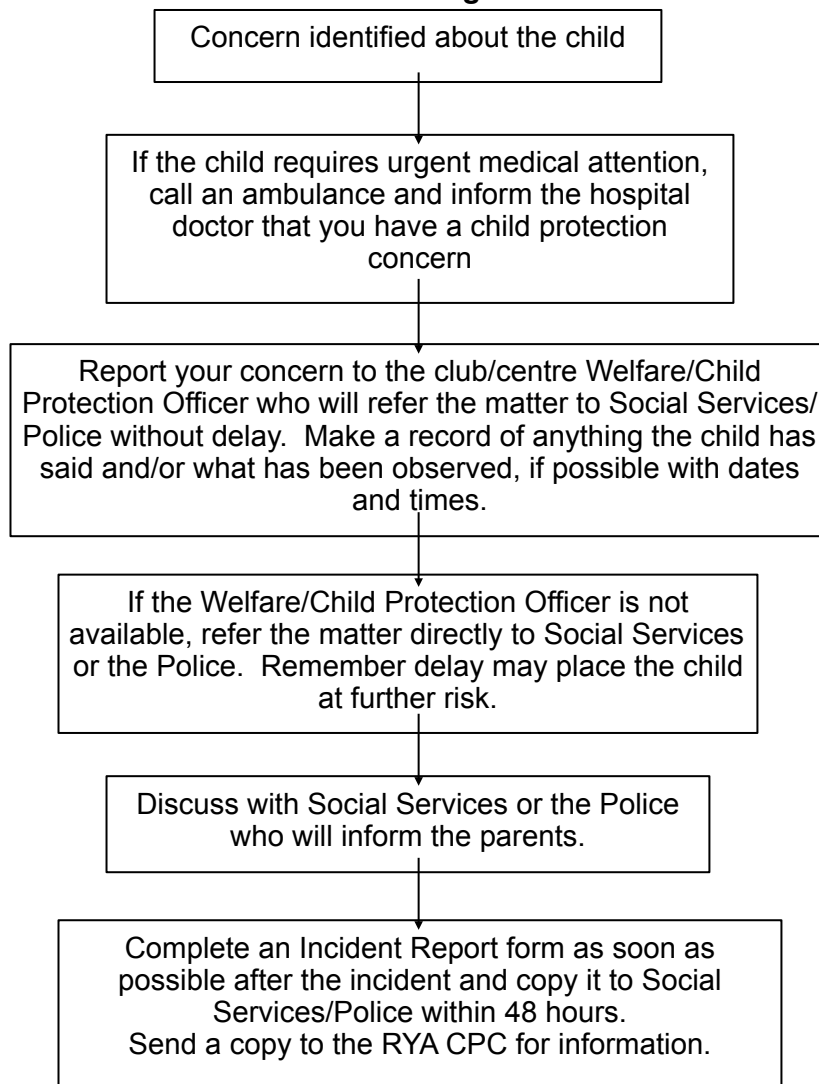 Concern identified about the child
If the child requires urgent medical attention,
call an ambulance and inform the hospital
doctor that you have a child protection
concern
Report your concern to the club/centre Welfare/Child
Protection Officer who will refer the matter to Social Services/
Police without delay.  Make a record of anything the child has
said and/or what has been observed, if possible with dates
and times.
If the Welfare/Child Protection Officer is not
available, refer the matter directly to Social Services
or the Police.  Remember delay may place the child
at further risk.
Discuss with Social Services or the Police
who will inform the parents.
Complete an Incident Report form as soon as
possible after the incident and copy it to Social
Services/Police within 48 hours.
Send a copy to the RYA CPC for information.